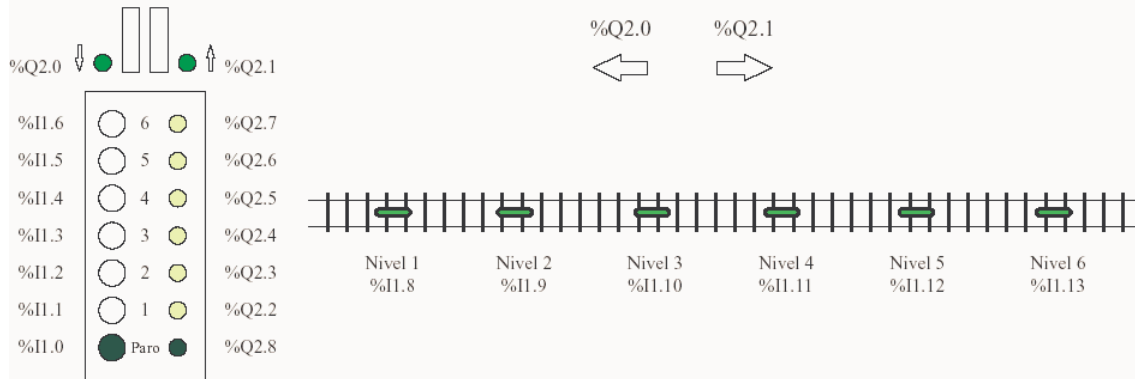 %Q2.0 %Q2.1
%I1.6 6 %Q2.7
%I1.5 5 %Q2.6
%I1.4 4 %Q2.5
%I1.3 3 %Q2.4
%I1.2 2 %Q2.3
%I1.1 1 %Q2.2
%I1.0 Paro %Q2.8
%Q2.0 %Q2.1
Nivel 1 Nivel 2 Nivel 3 Nivel 4 Nivel 5 Nivel 6
%I1.8 %I1.9 %I1.10 %I1.11 %I1.12 %I1.13